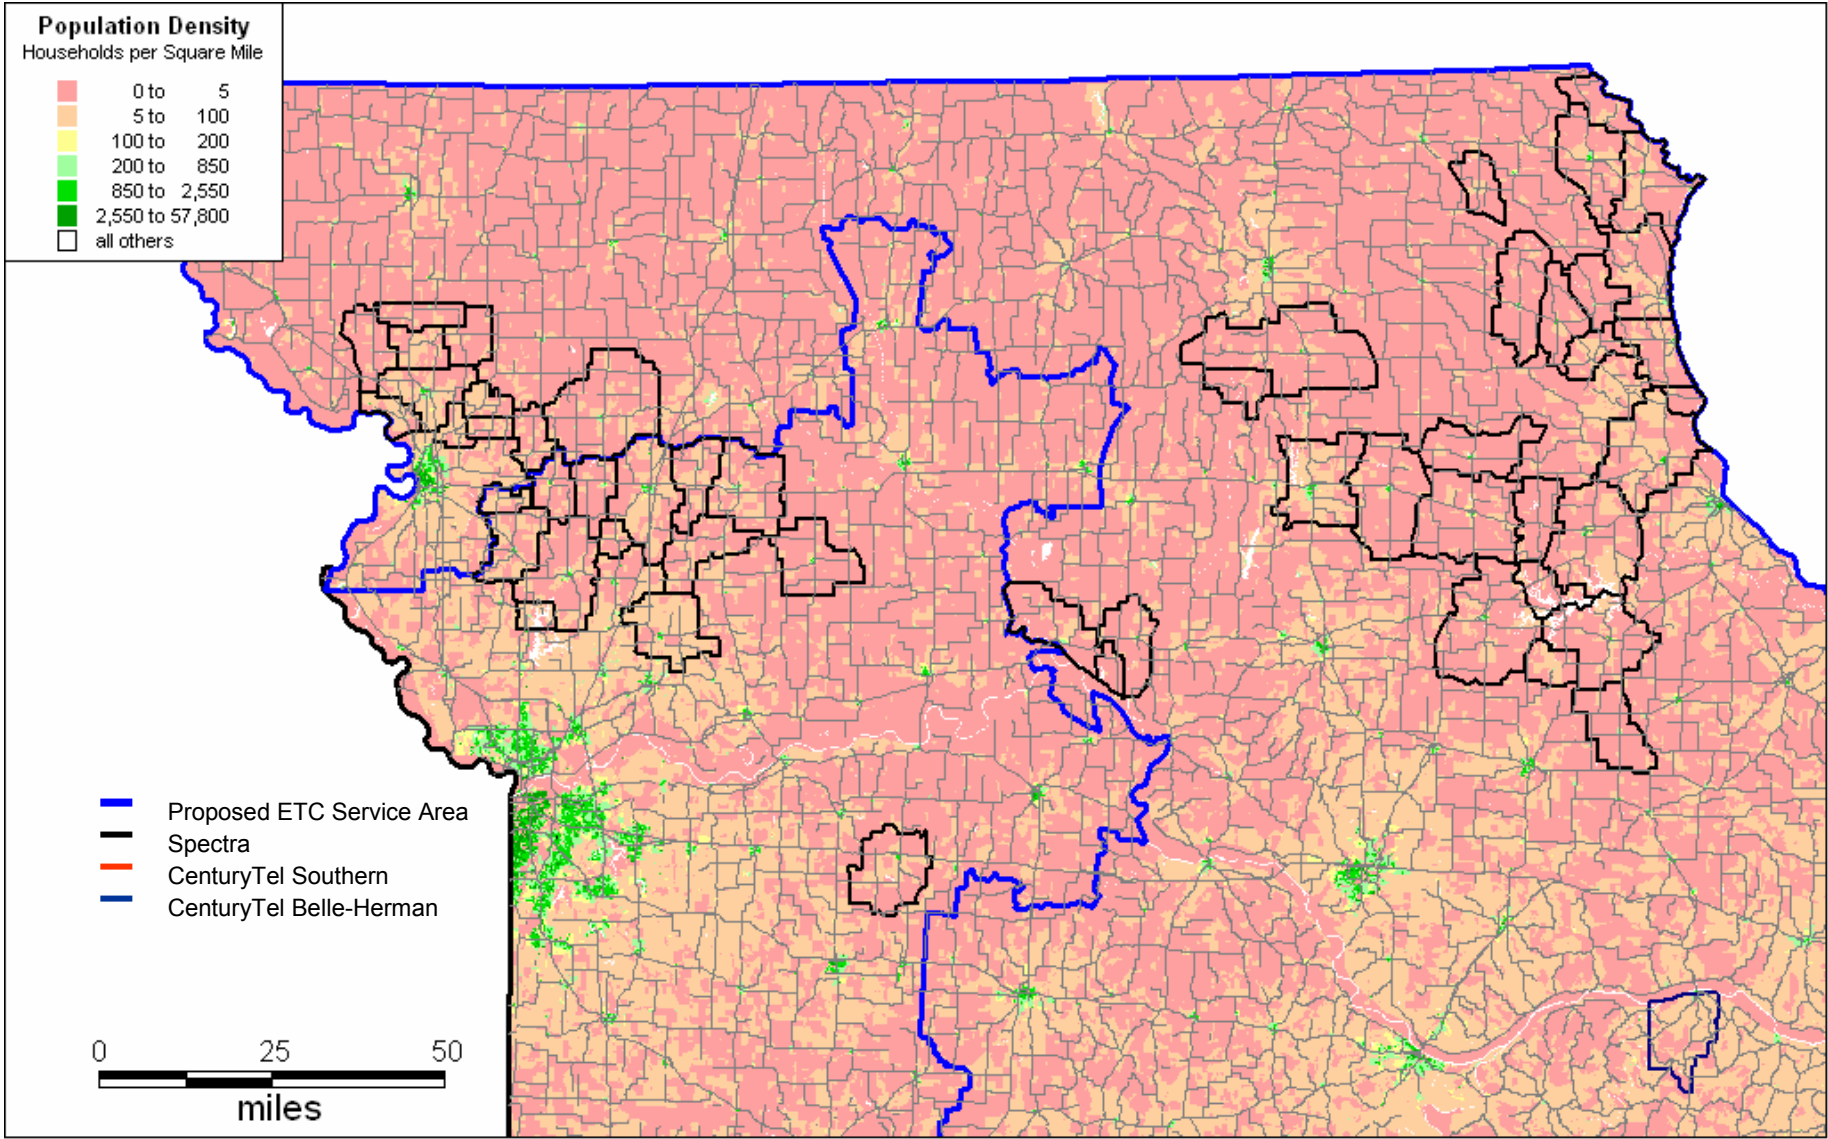 Population Density
Households per Square Mile
0 to 5
5 to 100
100 to 200
200 to 850
850 to 2,550
2,550 to 57,800
all others
Proposed ETC Service Area
Spectra
CenturyTel Southern
CenturyTel Belle-Herman
0 25 50
miles